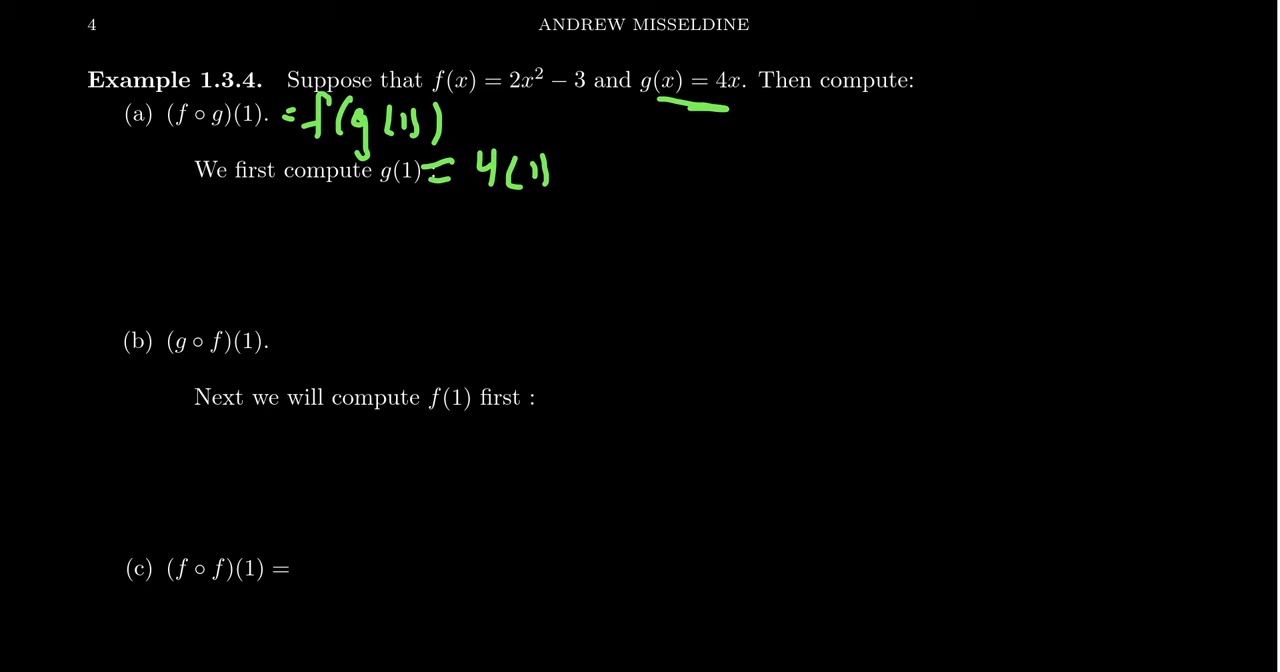 4 ANDREW MISSELDINE
Example 1.3.4. Suppose that f(x) = 2x² − 3 and g(x) = 4x. Then compute:
(a) (f ∘ g)(1). = f(g(1))
We first compute g(1) : = 4(1)
(b) (g ∘ f)(1).
Next we will compute f(1) first :
(c) (f ∘ f)(1) =